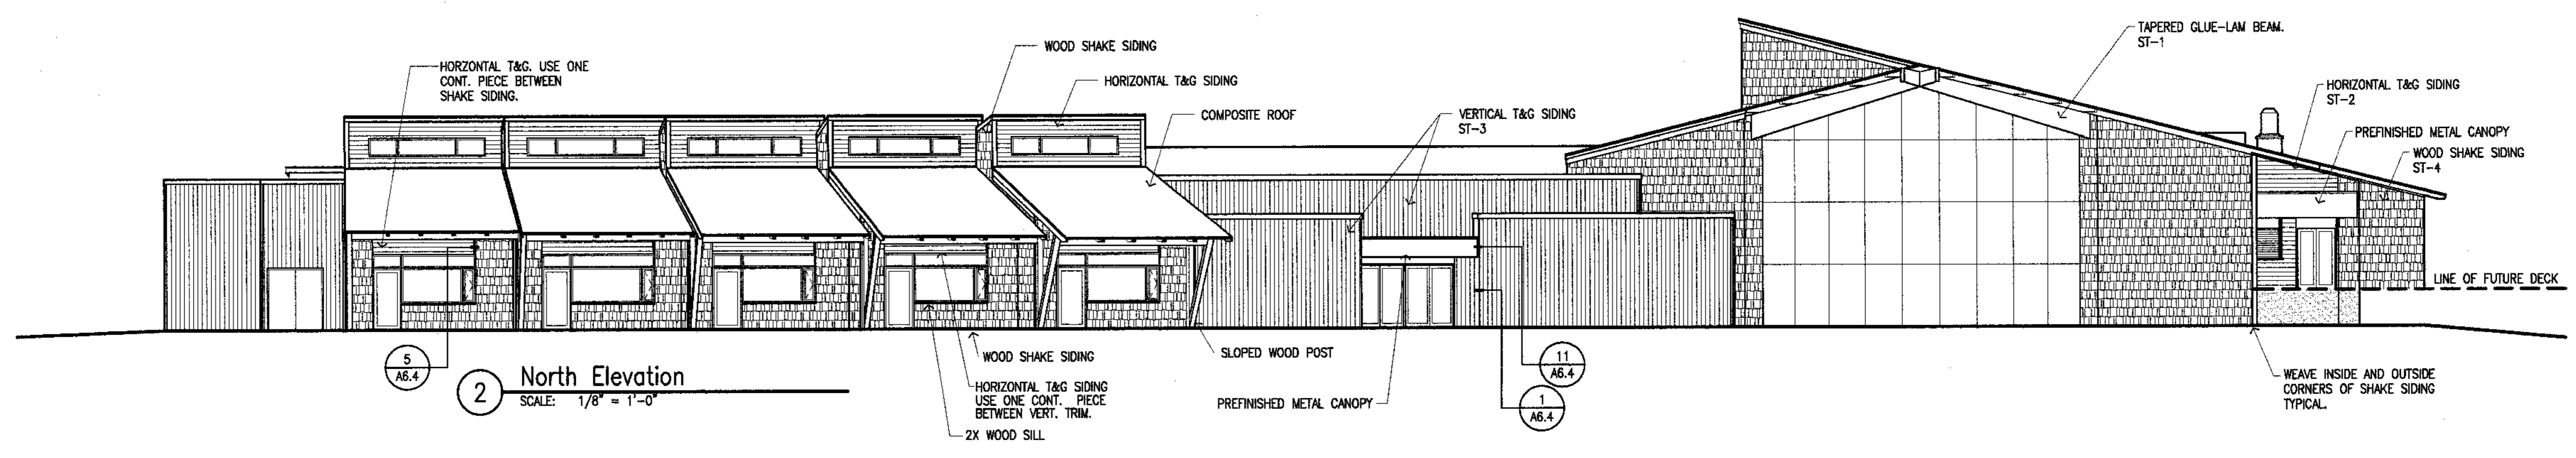 HORZONTAL T&G. USE ONE
CONT. PIECE BETWEEN
SHAKE SIDING.
WOOD SHAKE SIDING
HORIZONTAL T&G SIDING
COMPOSITE ROOF
VERTICAL T&G SIDING
ST-3
TAPERED GLUE-LAM BEAM.
ST-1
HORIZONTAL T&G SIDING
ST-2
PREFINISHED METAL CANOPY
WOOD SHAKE SIDING
ST-4
LINE OF FUTURE DECK
5
A6.4
2
North Elevation
SCALE: 1/8" = 1'-0"
WOOD SHAKE SIDING
HORIZONTAL T&G SIDING
USE ONE CONT. PIECE
BETWEEN VERT. TRIM.
2X WOOD SILL
SLOPED WOOD POST
PREFINISHED METAL CANOPY
11
A6.4
1
A6.4
WEAVE INSIDE AND OUTSIDE
CORNERS OF SHAKE SIDING
TYPICAL.